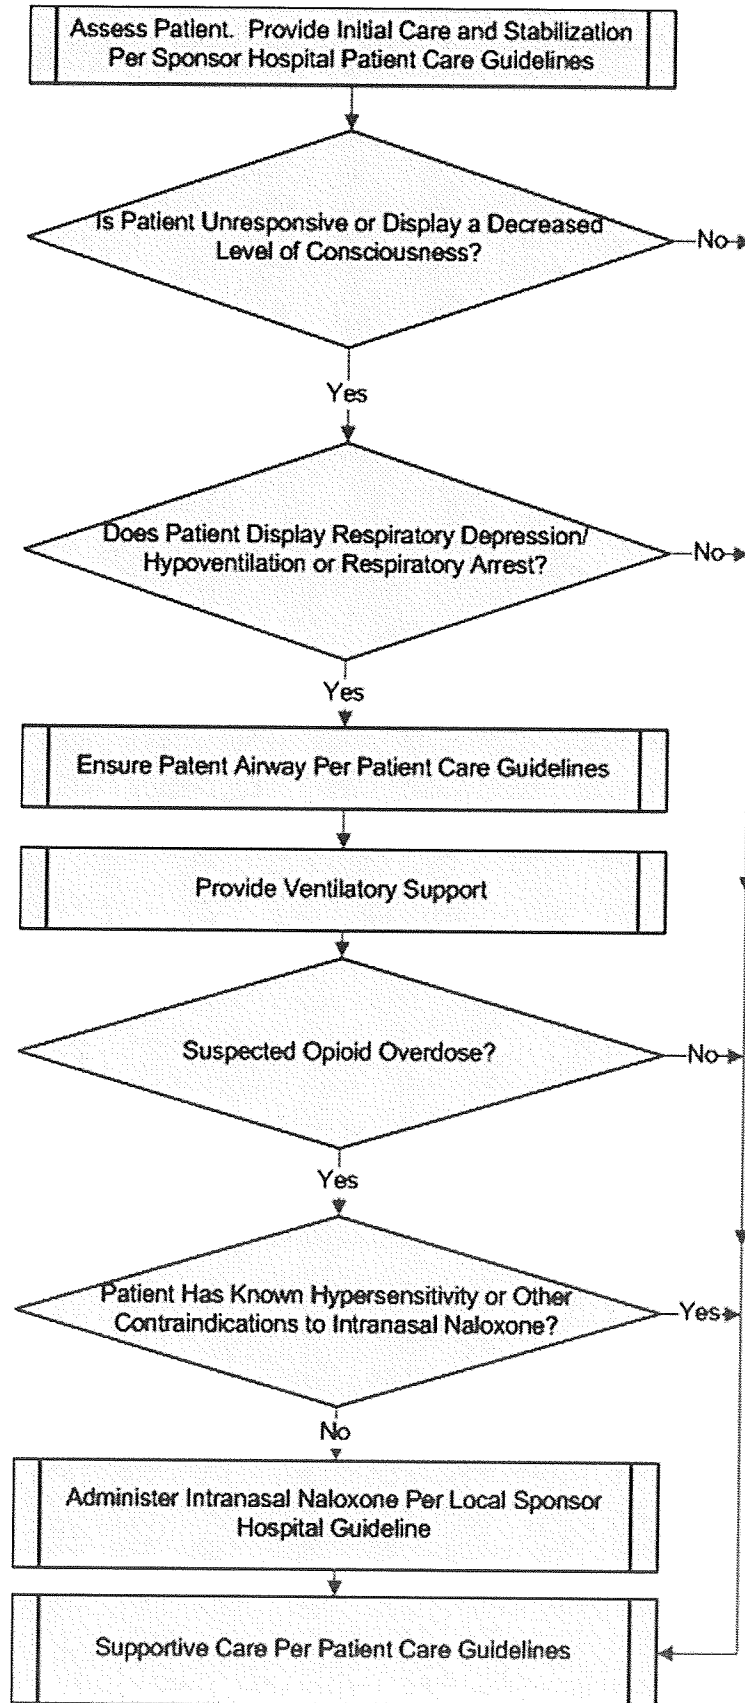 Assess Patient. Provide Initial Care and Stabilization
Per Sponsor Hospital Patient Care Guidelines
Is Patient Unresponsive or Display a Decreased
Level of Consciousness?
No
Yes
Does Patient Display Respiratory Depression/
Hypoventilation or Respiratory Arrest?
No
Yes
Ensure Patent Airway Per Patient Care Guidelines
Provide Ventilatory Support
Suspected Opioid Overdose?
No
Yes
Patient Has Known Hypersensitivity or Other
Contraindications to Intranasal Naloxone?
Yes
No
Administer Intranasal Naloxone Per Local Sponsor
Hospital Guideline
Supportive Care Per Patient Care Guidelines